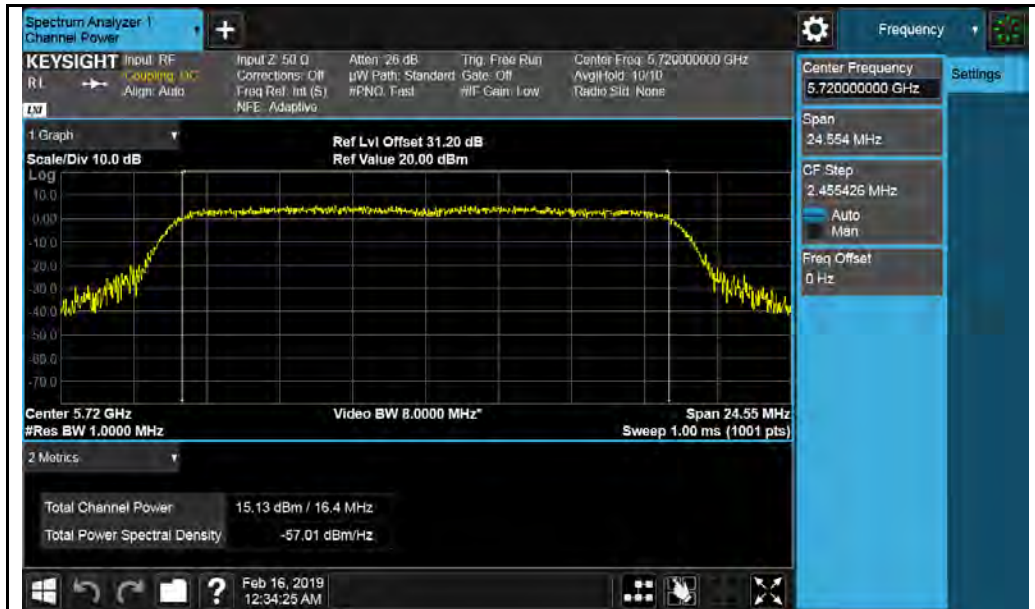 Spectrum Analyzer 1
Channel Power
+
Frequency
KEYSIGHT Input: RF
Coupling: DC
Align: Auto
RL
LXI
Input Z: 50 Ω
Corrections: Off
Freq Ref: Int (S)
NFE: Adaptive
Atten: 26 dB
µW Path: Standard
#PNO: Fast
Trig: Free Run
Gate: Off
#IF Gain: Low
Center Freq: 5.720000000 GHz
Avg|Hold: 10/10
Radio Std: None
Center Frequency
5.720000000 GHz
Settings
Span
24.554 MHz
CF Step
2.455426 MHz
Auto
Man
Freq Offset
0 Hz
1 Graph
Ref Lvl Offset 31.20 dB
Scale/Div 10.0 dB
Ref Value 20.00 dBm
Log
10.0
0.00
-10.0
-20.0
-30.0
-40.0
-50.0
-60.0
-70.0
Center 5.72 GHz
Video BW 8.0000 MHz*
Span 24.55 MHz
#Res BW 1.0000 MHz
Sweep 1.00 ms (1001 pts)
2 Metrics
Total Channel Power 15.13 dBm / 16.4 MHz
Total Power Spectral Density -57.01 dBm/Hz
?
Feb 16, 2019
12:34:25 AM